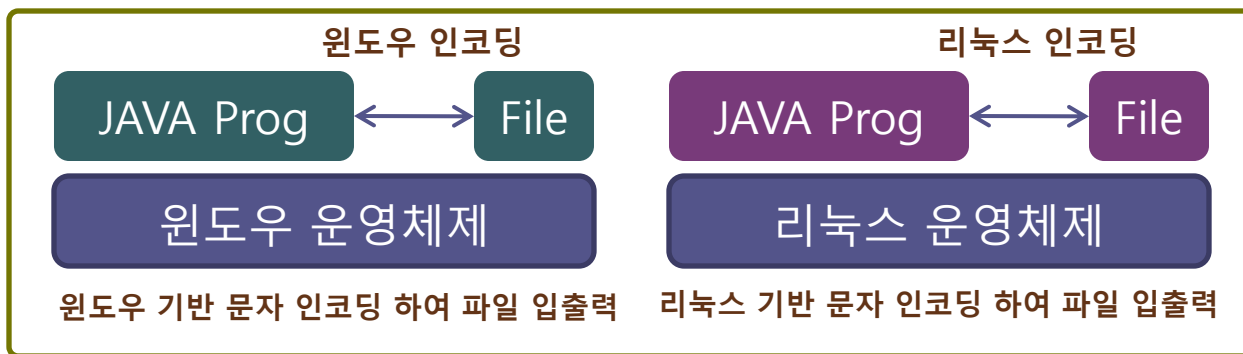 윈도우 인코딩
리눅스 인코딩
JAVA Prog
File
JAVA Prog
File
윈도우 운영체제
리눅스 운영체제
윈도우 기반 문자 인코딩 하여 파일 입출력
리눅스 기반 문자 인코딩 하여 파일 입출력